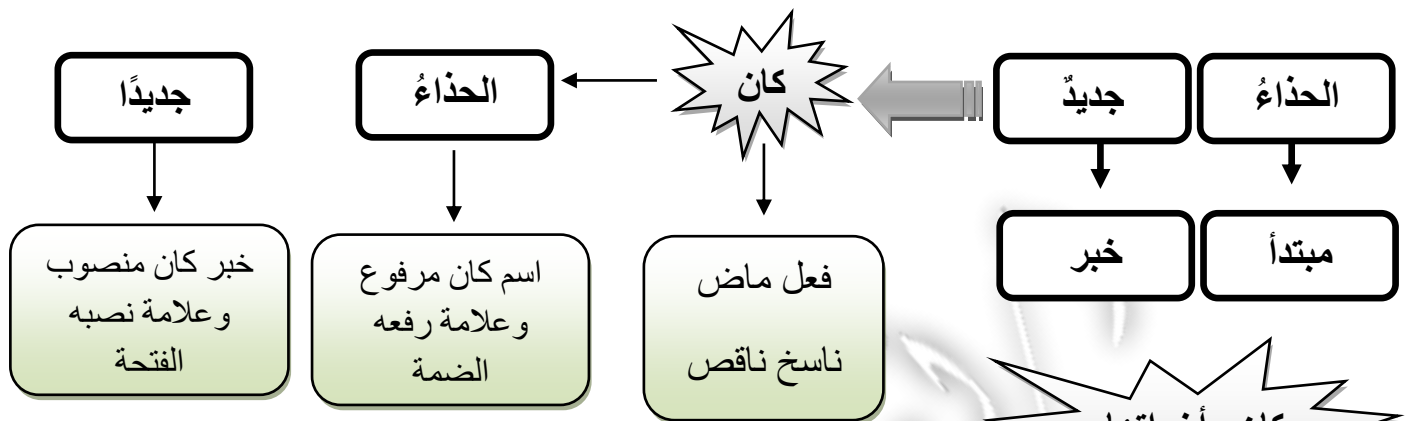 الحذاءُ
جديدٌ
كان
الحذاءُ
جديدًا
مبتدأ
خبر
فعل ماض
ناسخ ناقص
اسم كان مرفوع
وعلامة رفعه
الضمة
خبر كان منصوب
وعلامة نصبه
الفتحة